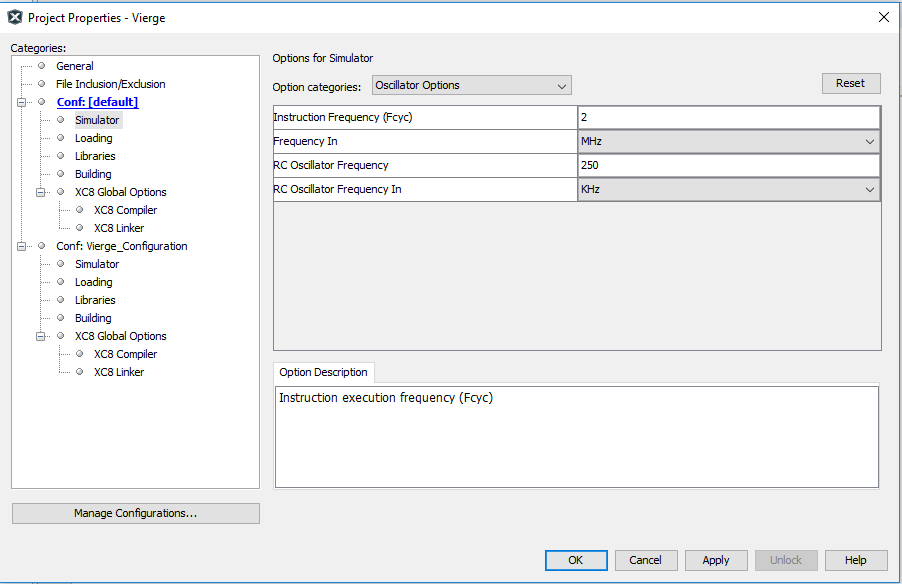 Project Properties - Vierge
Categories:
General
File Inclusion/Exclusion
Conf: [default]
Simulator
Loading
Libraries
Building
XC8 Global Options
XC8 Compiler
XC8 Linker
Conf: Vierge_Configuration
Simulator
Loading
Libraries
Building
XC8 Global Options
XC8 Compiler
XC8 Linker
Manage Configurations...
Options for Simulator
Option categories: Oscillator Options Reset
Instruction Frequency (Fcyc) 2
Frequency In MHz
RC Oscillator Frequency 250
RC Oscillator Frequency In KHz
Option Description
Instruction execution frequency (Fcyc)
OK Cancel Apply Unlock Help